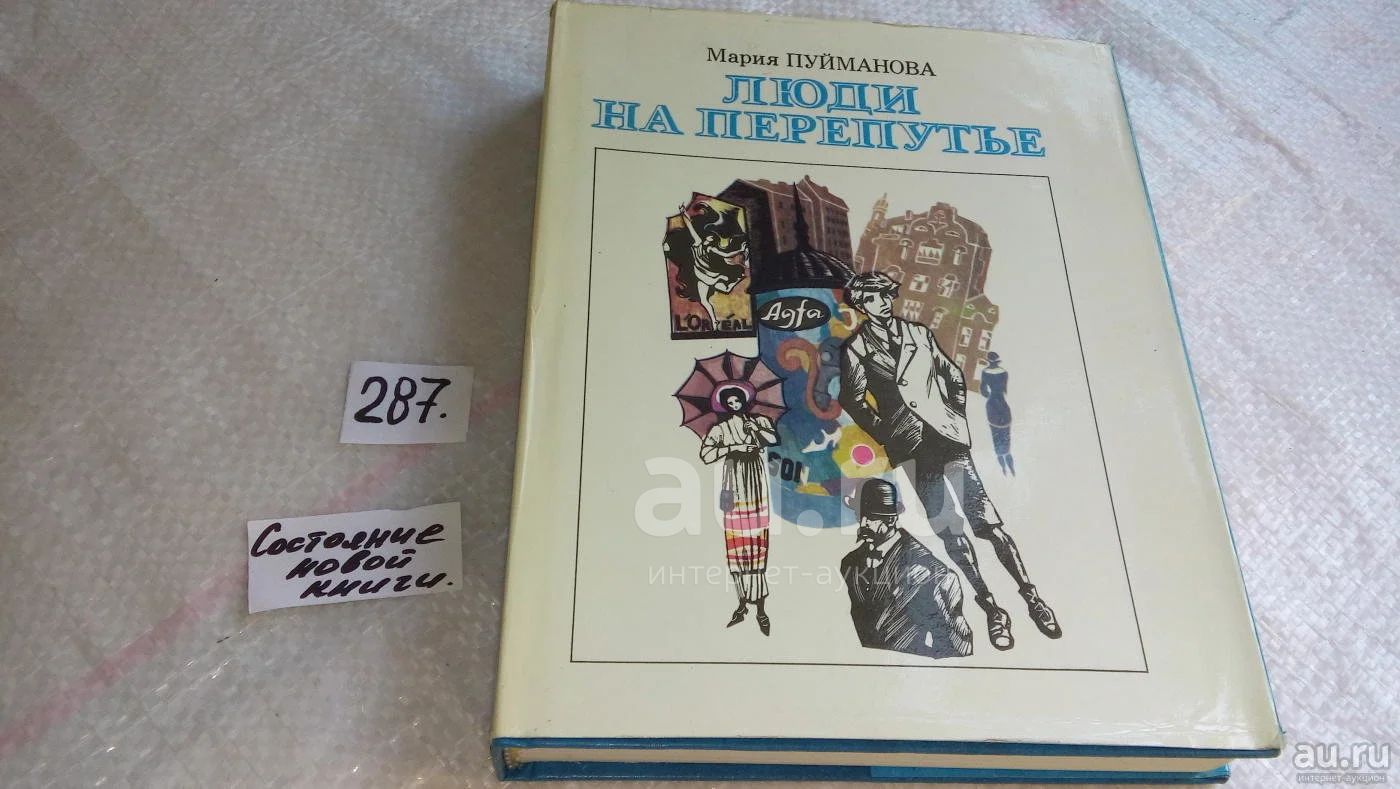 Мария ПУЙМАНОВА
ЛЮДИ
НА ПЕРЕПУТЬЕ
L'ORÉAL
Agfa
SOI
287.
Состояние
новой
книги.
au.ru
интернет-аукцион
au.ru
интернет-аукцион